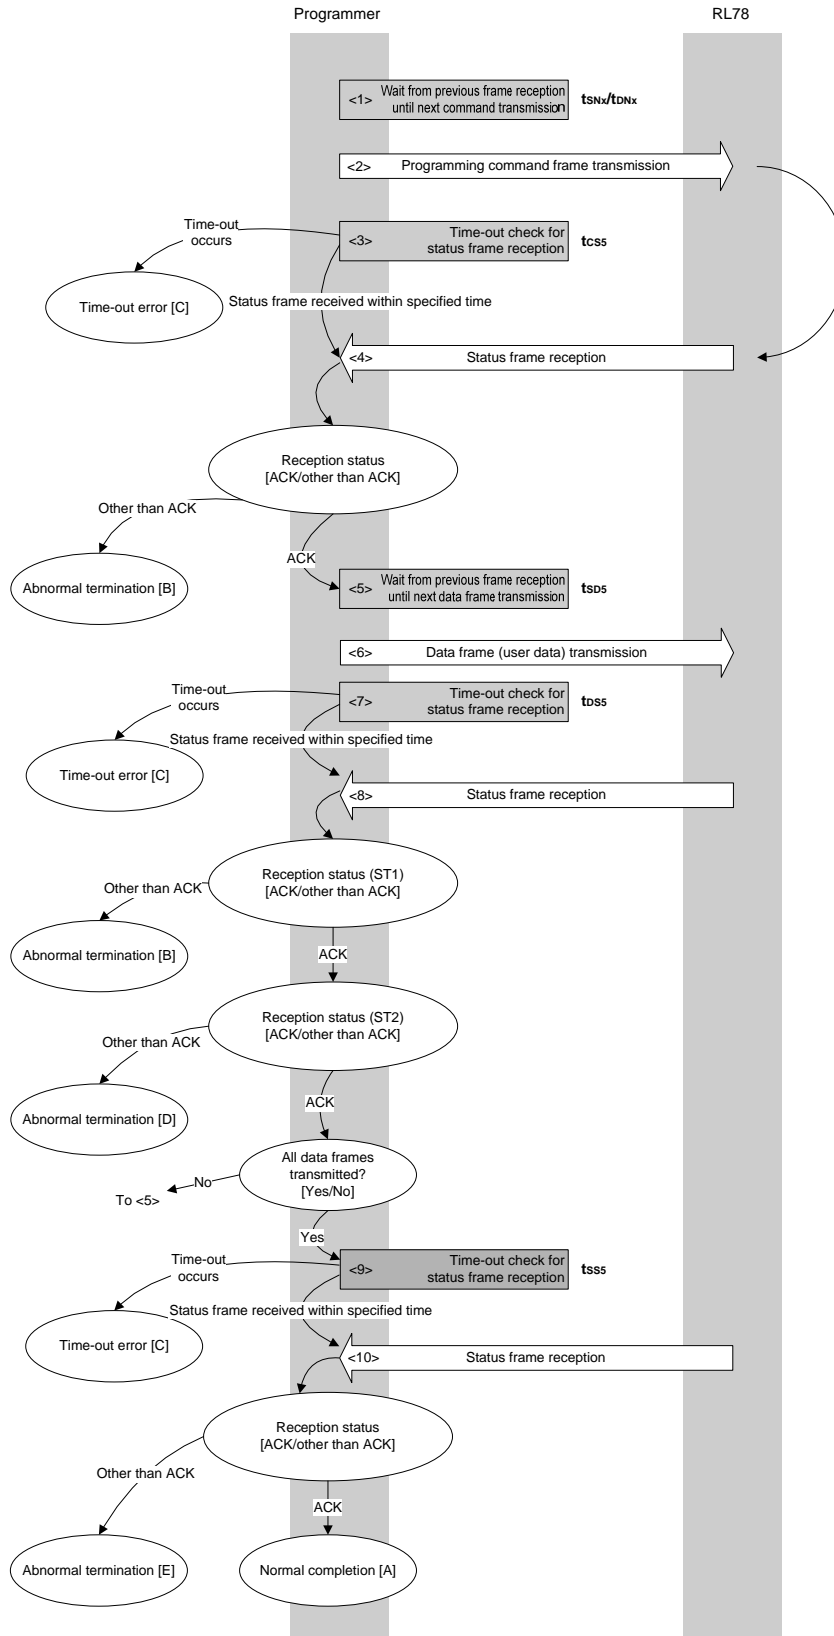 Programmer
RL78
<1> Wait from previous frame reception
until next command transmission
tSNx/tDNx
<2> Programming command frame transmission
Time-out
occurs
<3> Time-out check for
status frame reception
tCS5
Time-out error [C]
Status frame received within specified time
<4> Status frame reception
Reception status
[ACK/other than ACK]
Other than ACK
ACK
Abnormal termination [B]
<5> Wait from previous frame reception
until next data frame transmission
tSD5
<6> Data frame (user data) transmission
Time-out
occurs
<7> Time-out check for
status frame reception
tDS5
Status frame received within specified time
Time-out error [C]
<8> Status frame reception
Reception status (ST1)
[ACK/other than ACK]
Other than ACK
Abnormal termination [B]
ACK
Reception status (ST2)
[ACK/other than ACK]
Other than ACK
Abnormal termination [D]
ACK
All data frames
transmitted?
[Yes/No]
No
To <5>
Yes
Time-out
occurs
<9> Time-out check for
status frame reception
tSS5
Status frame received within specified time
Time-out error [C]
<10> Status frame reception
Reception status
[ACK/other than ACK]
Other than ACK
ACK
Abnormal termination [E]
Normal completion [A]